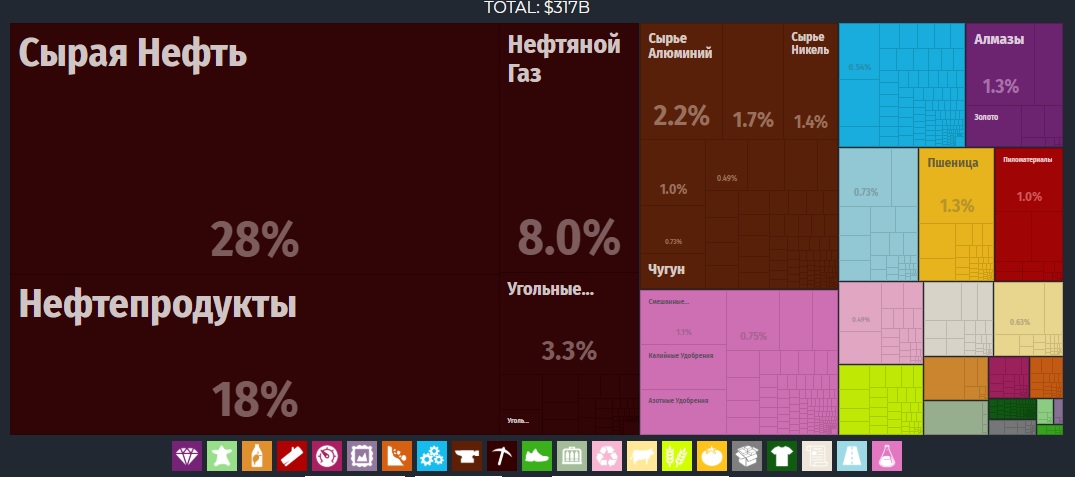 TOTAL: $317B
Сырая Нефть
28%
Нефтепродукты
18%
Нефтяной
Газ
8.0%
Угольные...
3.3%
Уголь...
Сырье
Алюминий
2.2%
1.7%
Сырье
Никель
1.4%
1.0%
0.49%
0.73%
Чугун
Смешанные...
1.1%
0.75%
Калийные Удобрения
Азотные Удобрения
0.54%
Алмазы
1.3%
Золото
0.73%
Пшеница
1.3%
Пиломатериалы
1.0%
0.49%
0.63%